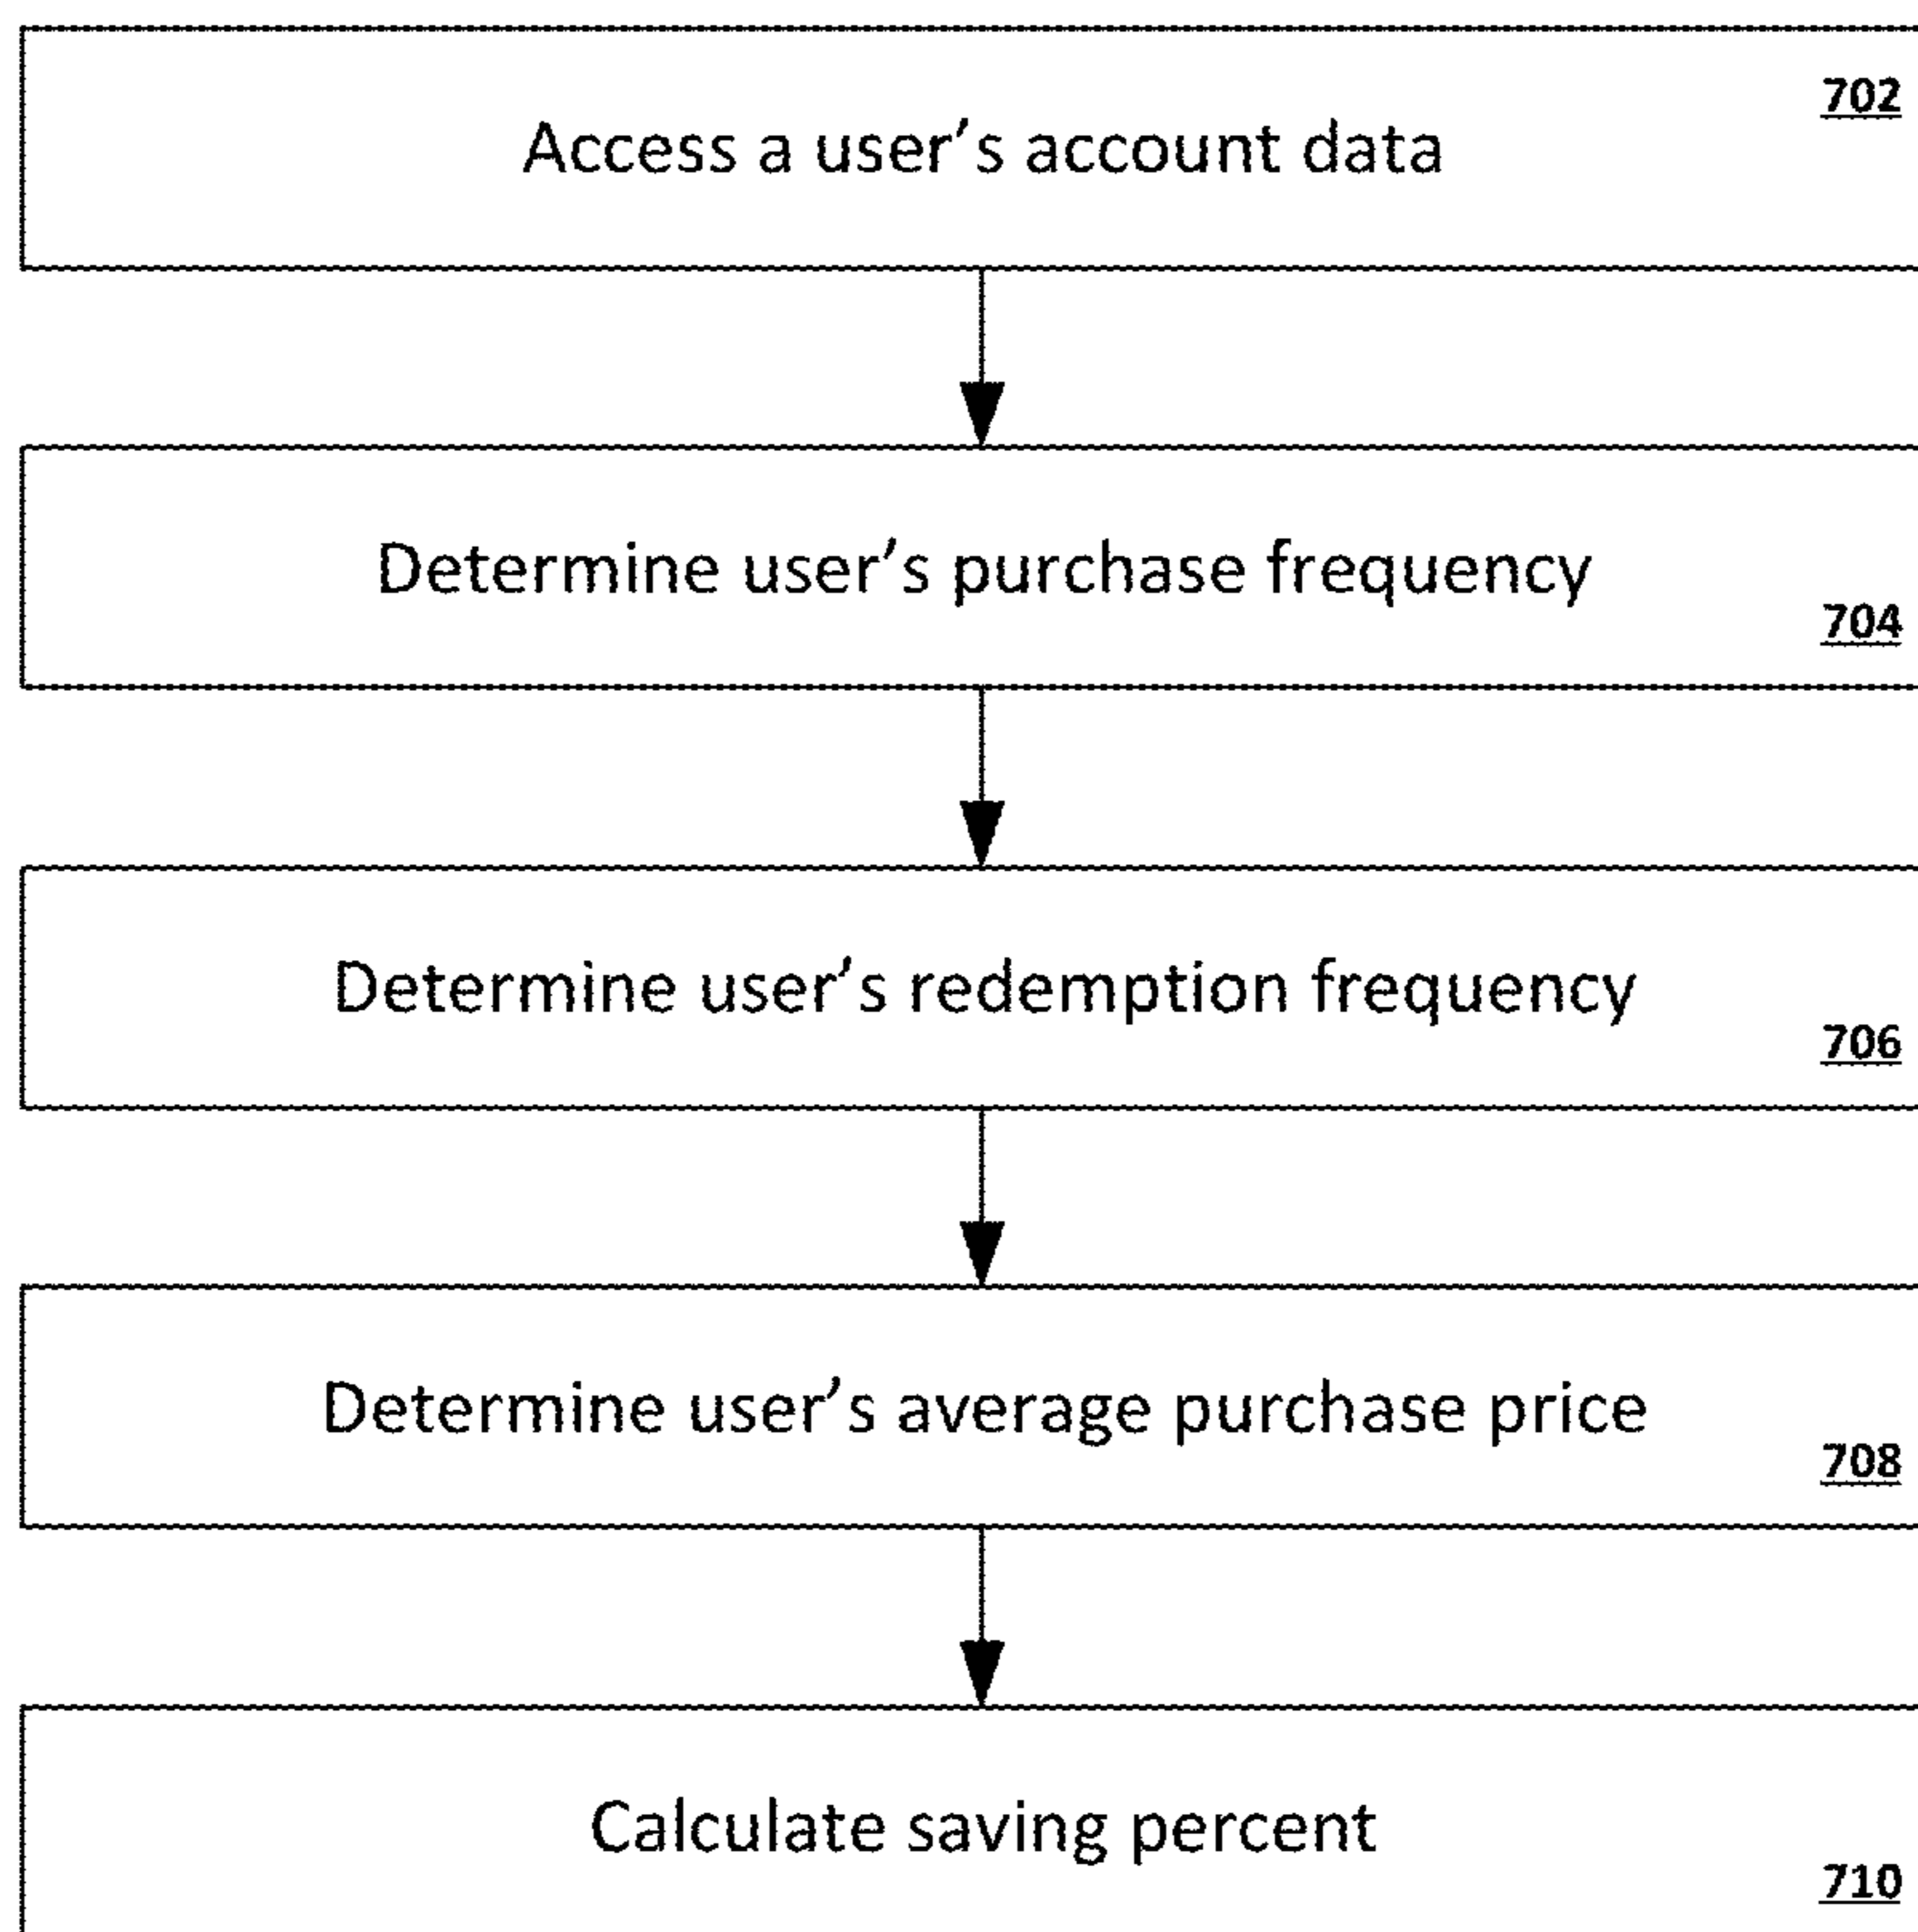 702
Access a user’s account data
Determine user’s purchase frequency
704
Determine user’s redemption frequency
706
Determine user’s average purchase price
708
Calculate saving percent
710